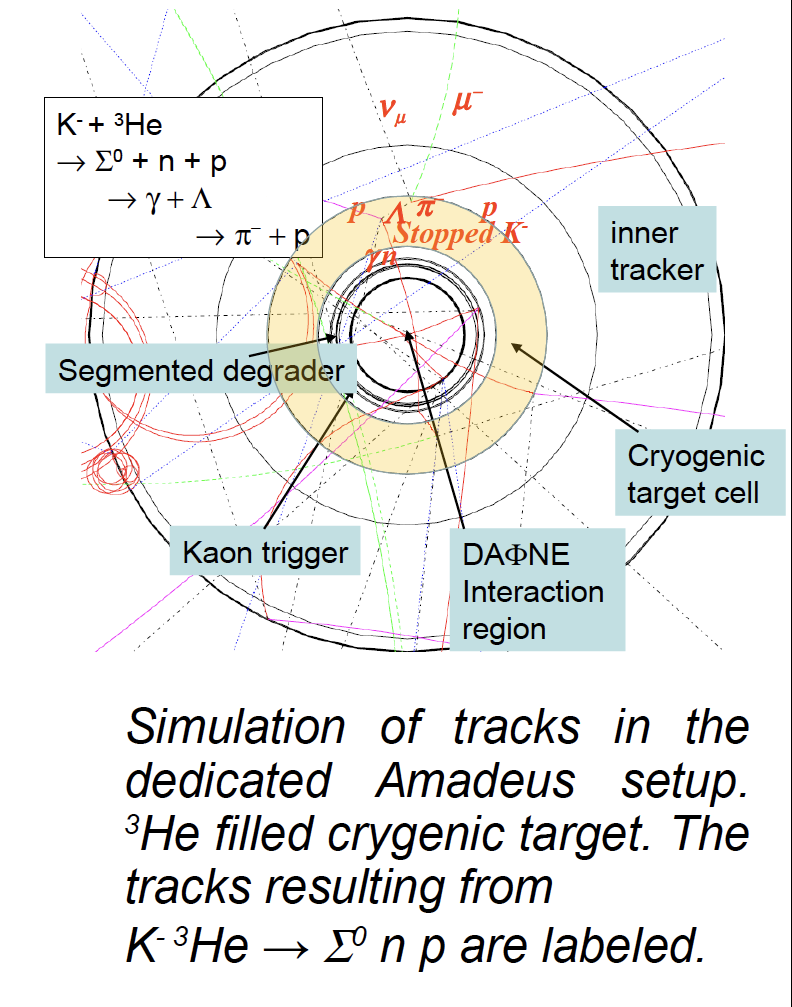 ν_μ μ⁻
K⁻ + ³He
→ Σ⁰ + n + p
→ γ + Λ
→ π⁻ + p
p Λ π⁻ p
Stopped K⁻
γ n
inner
tracker
Segmented degrader
Cryogenic
target cell
Kaon trigger
DAΦNE
Interaction
region
Simulation of tracks in the
dedicated Amadeus setup.
³He filled crygenic target. The
tracks resulting from
K⁻ ³He → Σ⁰ n p are labeled.